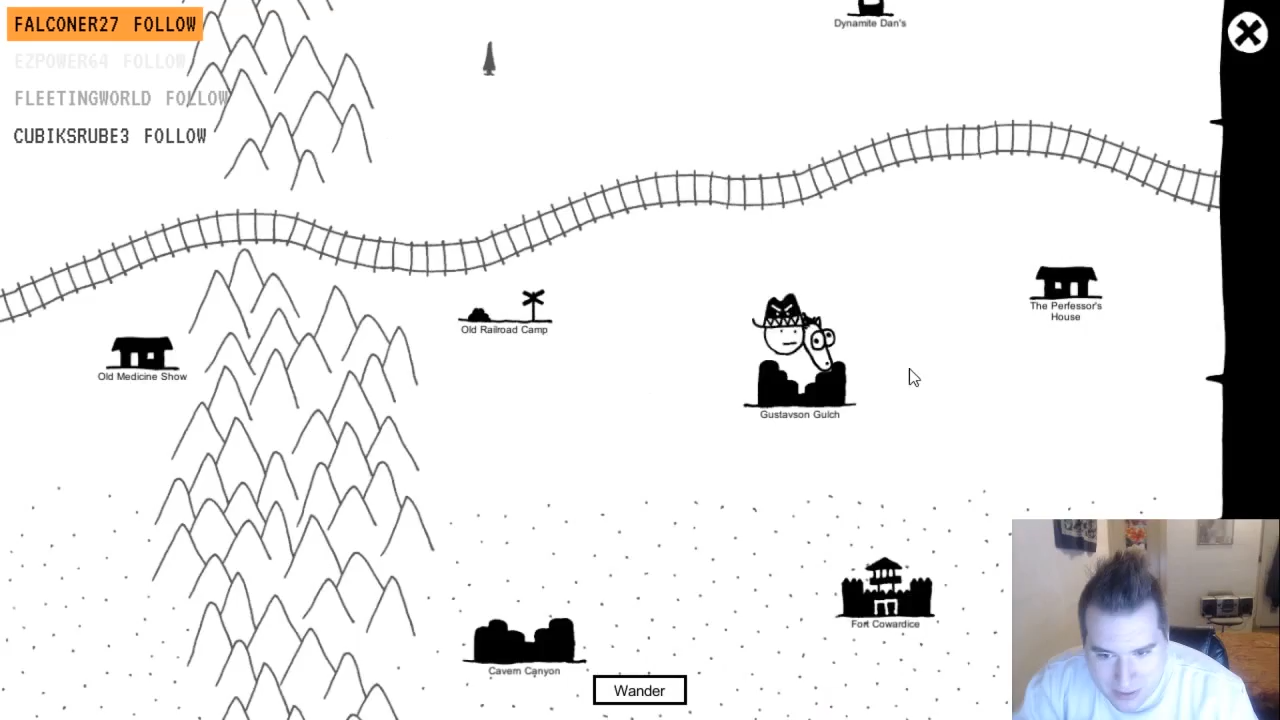 FALCONER27 FOLLOW
EZPOWER64 FOLLOW
FLEETINGWORLD FOLLOW
CUBIKSRUBE3 FOLLOW
Dynamite Dan's
Old Railroad Camp
The Perfessor's
House
Old Medicine Show
Gustavson Gulch
Fort Cowardice
Cavern Canyon
Wander